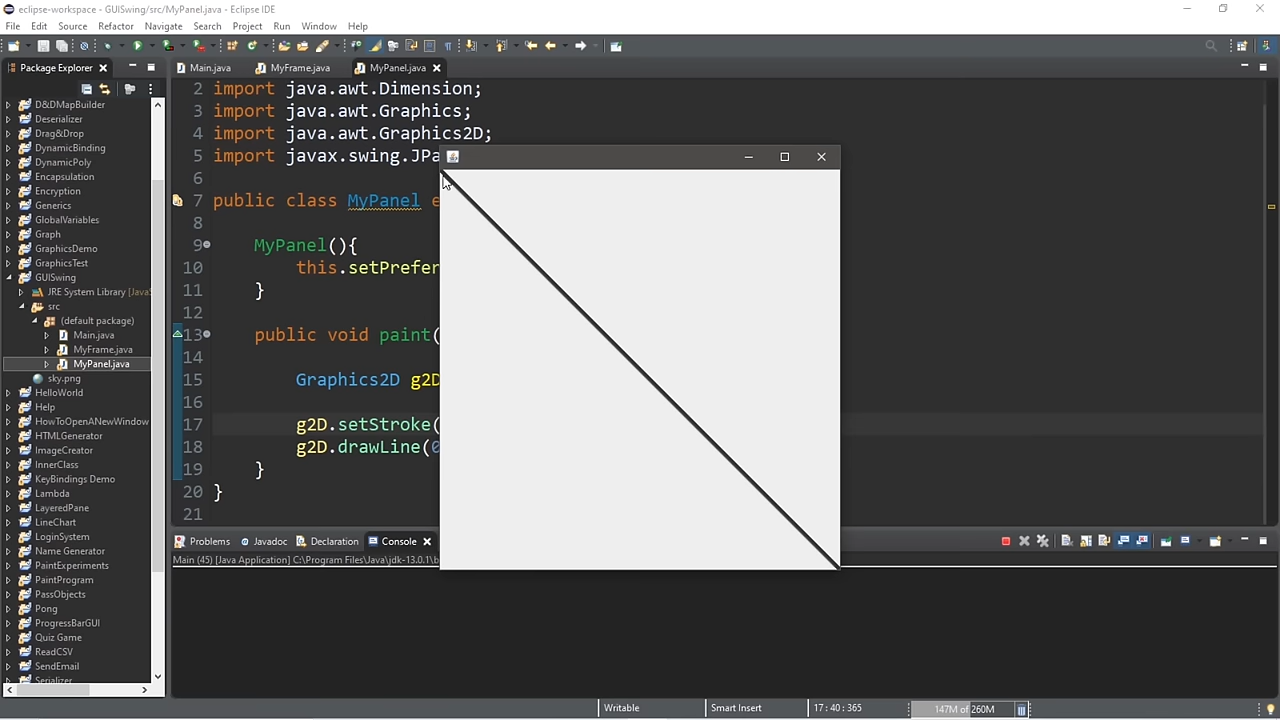 eclipse-workspace - GUISwing/src/MyPanel.java - Eclipse IDE
File Edit Source Refactor Navigate Search Project Run Window Help
Package Explorer
Main.java MyFrame.java MyPanel.java
D&DMapBuilder
Deserializer
Drag&Drop
DynamicBinding
DynamicPoly
Encapsulation
Encryption
Generics
GlobalVariables
Graph
GraphicsDemo
GraphicsTest
GUISwing
JRE System Library [JavaS
src
(default package)
Main.java
MyFrame.java
MyPanel.java
sky.png
HelloWorld
Help
HowToOpenANewWindow
HTMLGenerator
ImageCreator
InnerClass
KeyBindings Demo
Lambda
LayeredPane
LineChart
LoginSystem
Name Generator
PaintExperiments
PaintProgram
PassObjects
Pong
ProgressBarGUI
Quiz Game
ReadCSV
SendEmail
Serializer
2 import java.awt.Dimension;
3 import java.awt.Graphics;
4 import java.awt.Graphics2D;
5 import javax.swing.JPa
6
7 public class MyPanel e
8
9 MyPanel(){
10 this.setPrefer
11 }
12
13 public void paint(
14
15 Graphics2D g2D
16
17 g2D.setStroke(
18 g2D.drawLine(0
19 }
20 }
21
Problems Javadoc Declaration Console
Main (45) [Java Application] C:\Program Files\Java\jdk-13.0.1\b
Writable Smart Insert 17 : 40 : 365 147M of 260M